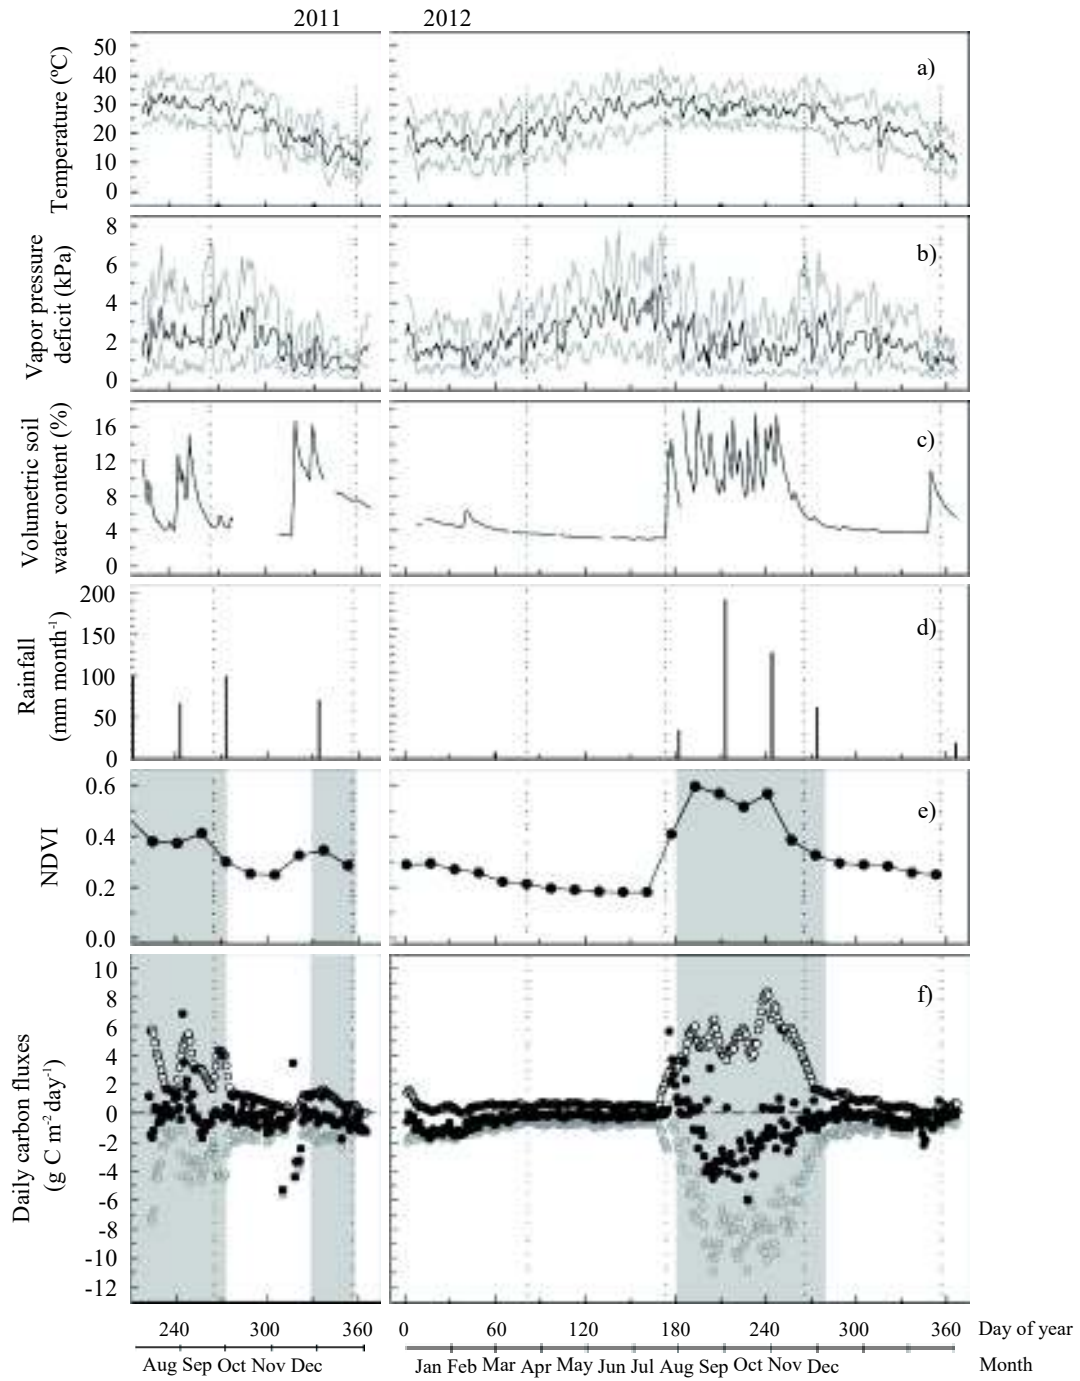 2011 2012
Temperature (ºC)
50
40
30
20
10
0
a)
Vapor pressure
deficit (kPa)
8
6
4
2
0
b)
Volumetric soil
water content (%)
16
12
8
4
0
c)
Rainfall
(mm month-1)
200
150
100
50
0
d)
NDVI
0.6
0.4
0.2
0.0
e)
Daily carbon fluxes
(g C m-2 day-1)
10
8
6
4
2
0
-2
-4
-6
-8
-10
-12
f)
240 300 360 0 60 120 180 240 300 360 Day of year
Aug Sep Oct Nov Dec Jan Feb Mar Apr May Jun Jul Aug Sep Oct Nov Dec Month